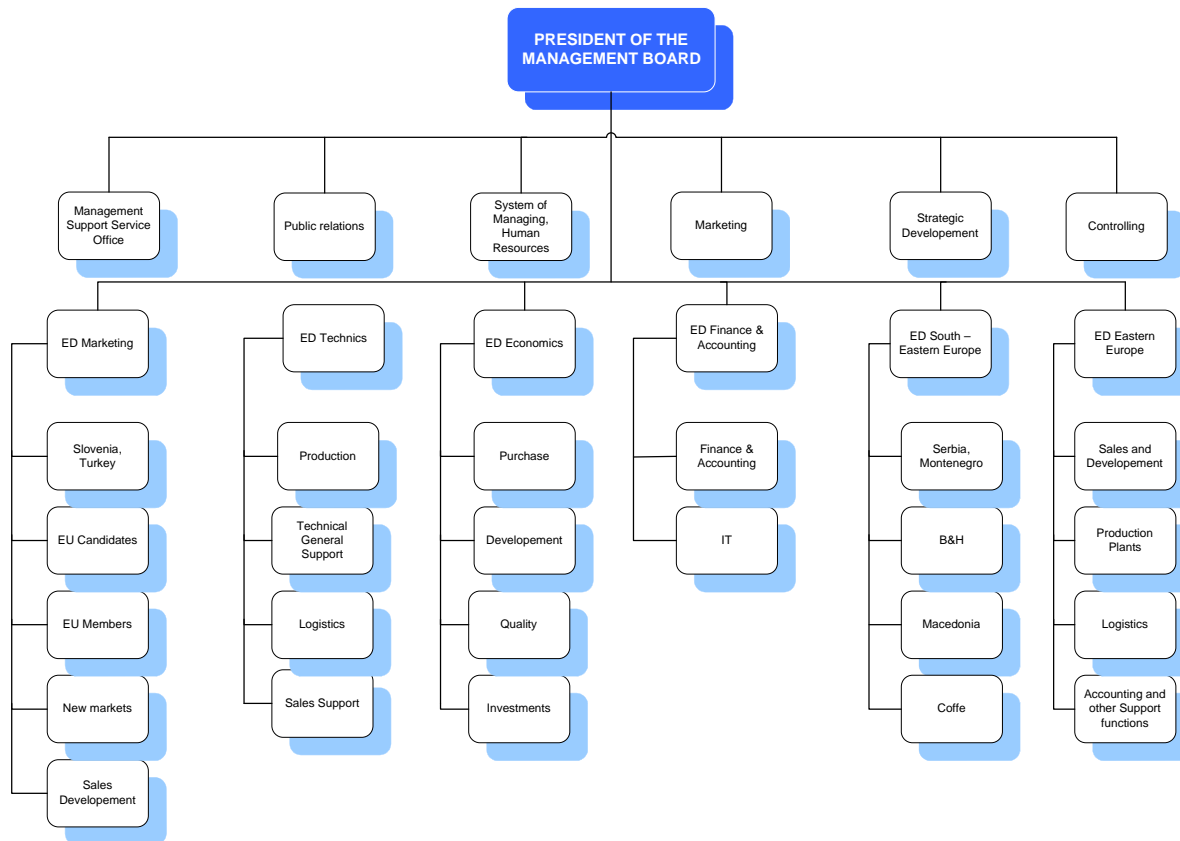 PRESIDENT OF THE
MANAGEMENT BOARD
Management
Support Service
Office
Public relations
System of
Managing,
Human
Resources
Marketing
Strategic
Developement
Controlling
ED Marketing
ED Technics
ED Economics
ED Finance &
Accounting
ED South –
Eastern Europe
ED Eastern
Europe
Slovenia,
Turkey
Production
Purchase
Finance &
Accounting
Serbia,
Montenegro
Sales and
Developement
EU Candidates
Technical
General
Support
Developement
IT
B&H
Production
Plants
EU Members
Logistics
Quality
Macedonia
Logistics
New markets
Sales Support
Investments
Coffe
Accounting and
other Support
functions
Sales
Developement